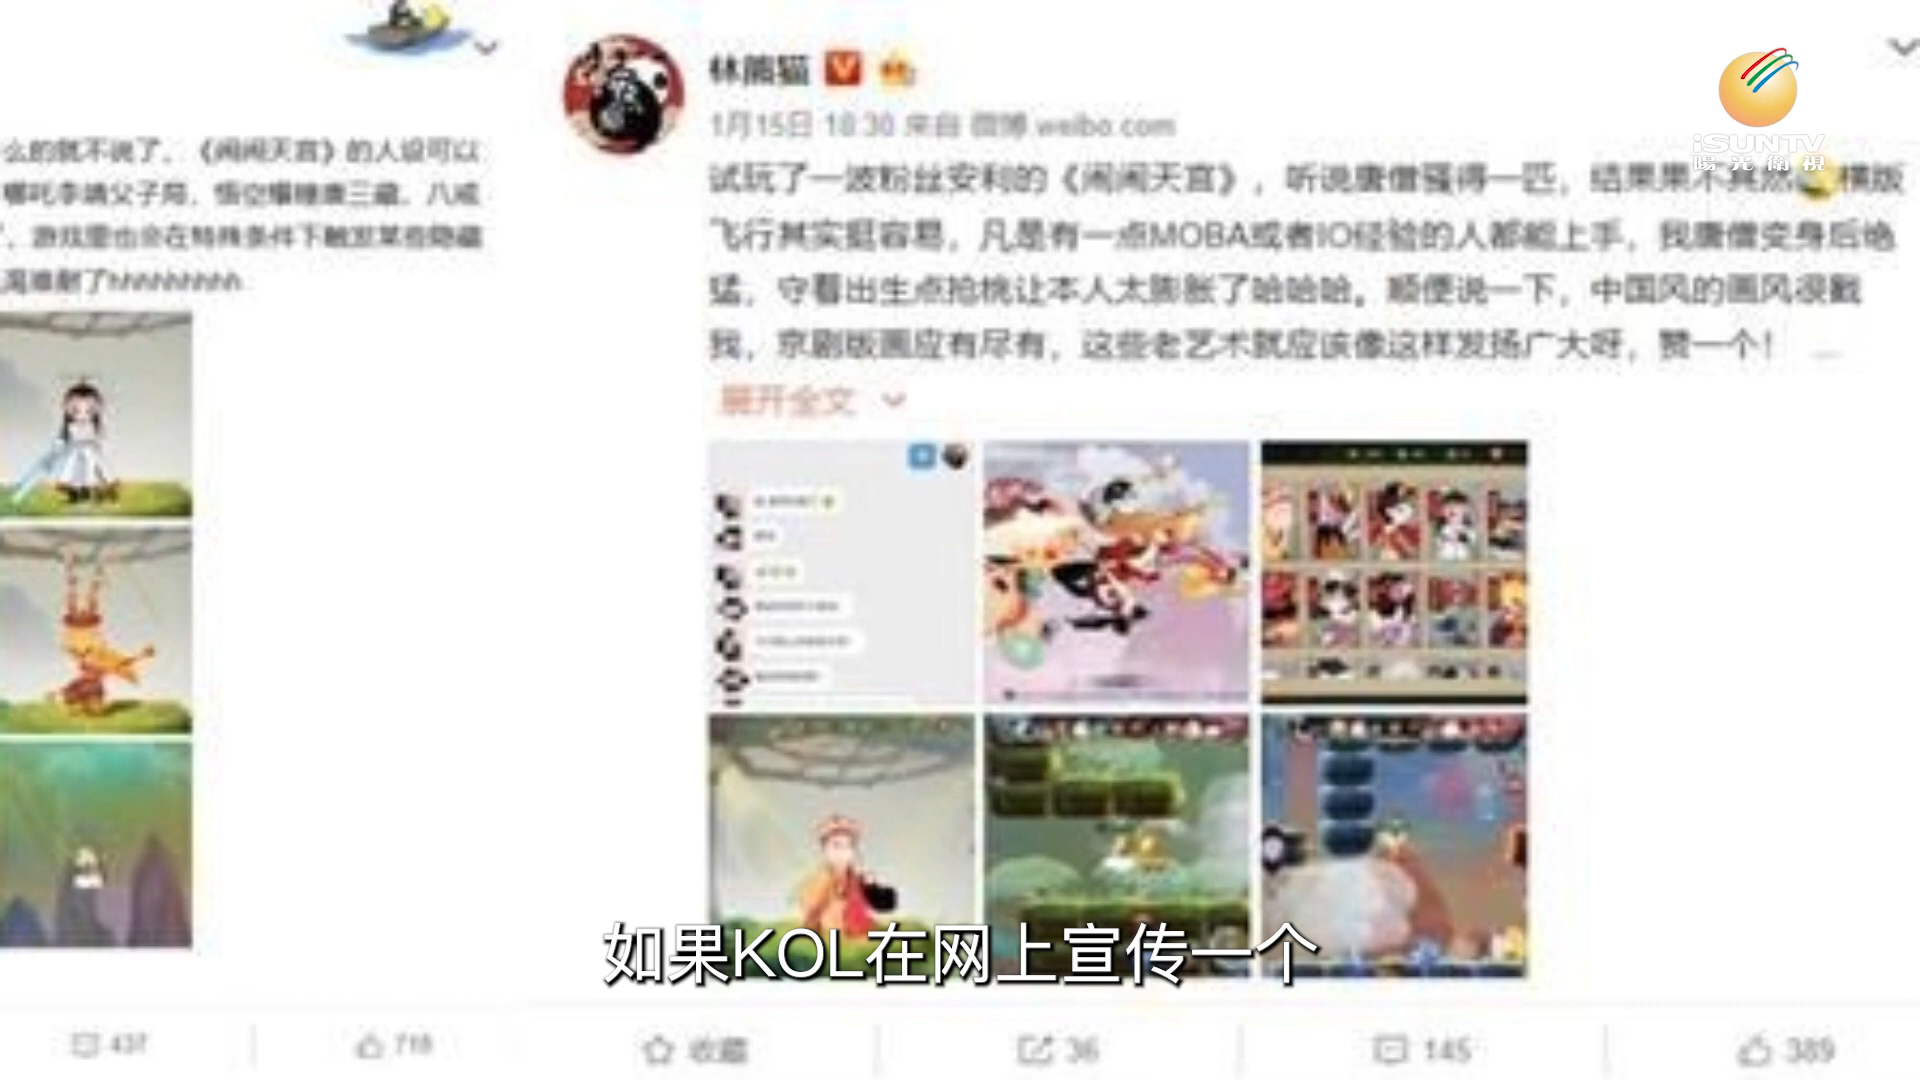 么的就不说了，《闹闹天宫》的人设可以
哪吒李靖父子局，悟空爆锤唐三藏，八戒
，游戏里也会在特殊条件下触发某些隐藏
了hhhhhhhhh
437
718
林熊猫
1月15日 18:30 来自 微博 weibo.com
试玩了一波粉丝安利的《闹闹天宫》，听说唐僧骚得一匹，结果果不其然 横版
飞行其实挺容易，凡是有一点MOBA或者IO经验的人都能上手，我唐僧变身后绝
猛，守着出生点抢桃让本人太膨胀了哈哈哈。顺便说一下，中国风的画风很戳
我，京剧版画应有尽有，这些老艺术就应该像这样发扬广大呀，赞一个！ ...
展开全文
iSUNTV
陽光衛視
如果KOL在网上宣传一个
收藏
36
145
389